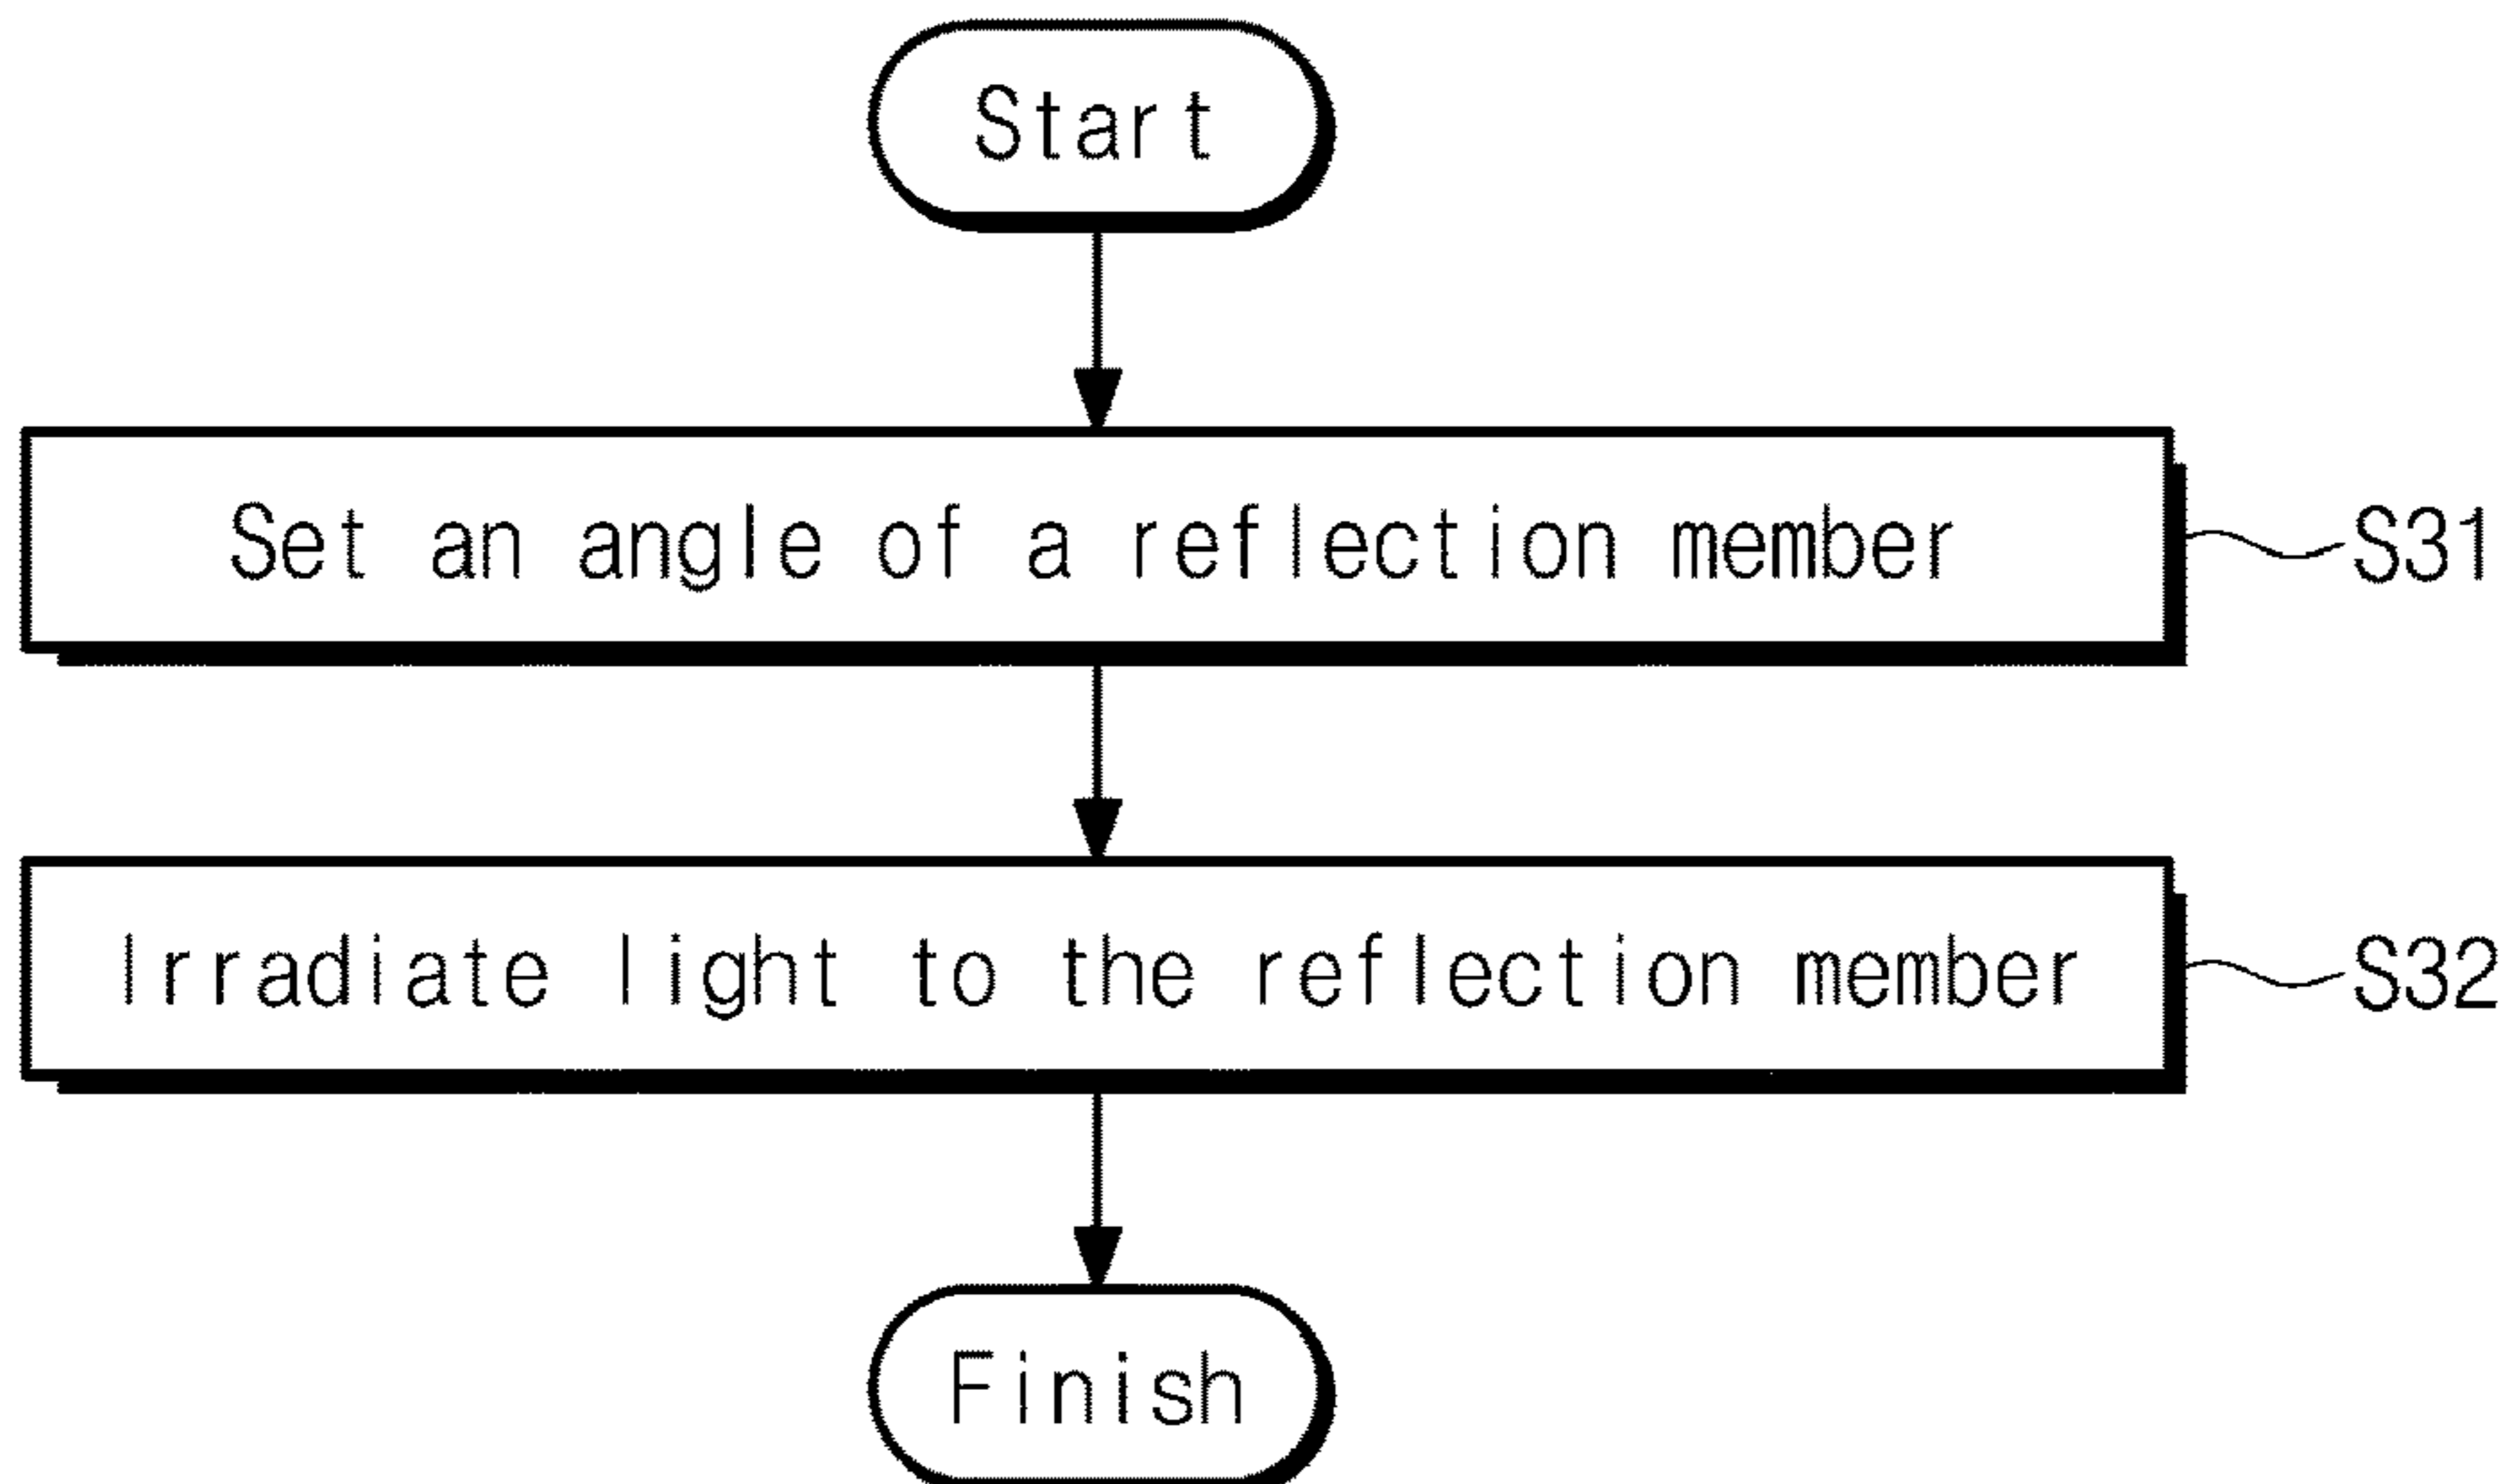 Start
Set an angle of a reflection member
S31
Irradiate light to the reflection member
S32
Finish